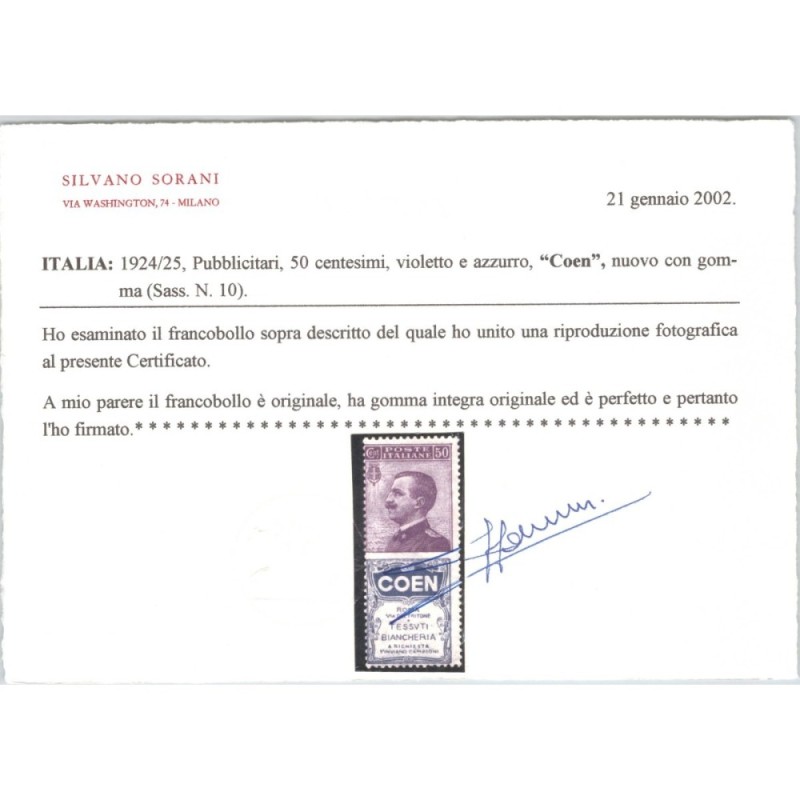 SILVANO SORANI
VIA WASHINGTON, 74 - MILANO
21 gennaio 2002.
ITALIA: 1924/25, Pubblicitari, 50 centesimi, violetto e azzurro, “Coen”, nuovo con gom-
ma (Sass. N. 10).
Ho esaminato il francobollo sopra descritto del quale ho unito una riproduzione fotografica
al presente Certificato.
A mio parere il francobollo è originale, ha gomma integra originale ed è perfetto e pertanto
l'ho firmato.* * * * * * * * * * * * * * * * * * * * * * * * * * * * * * * * * * * * * * * * * * *
POSTE
ITALIANE
50
COEN
ROMA
TESSVTI
BIANCHERIA
A RICHIESTA